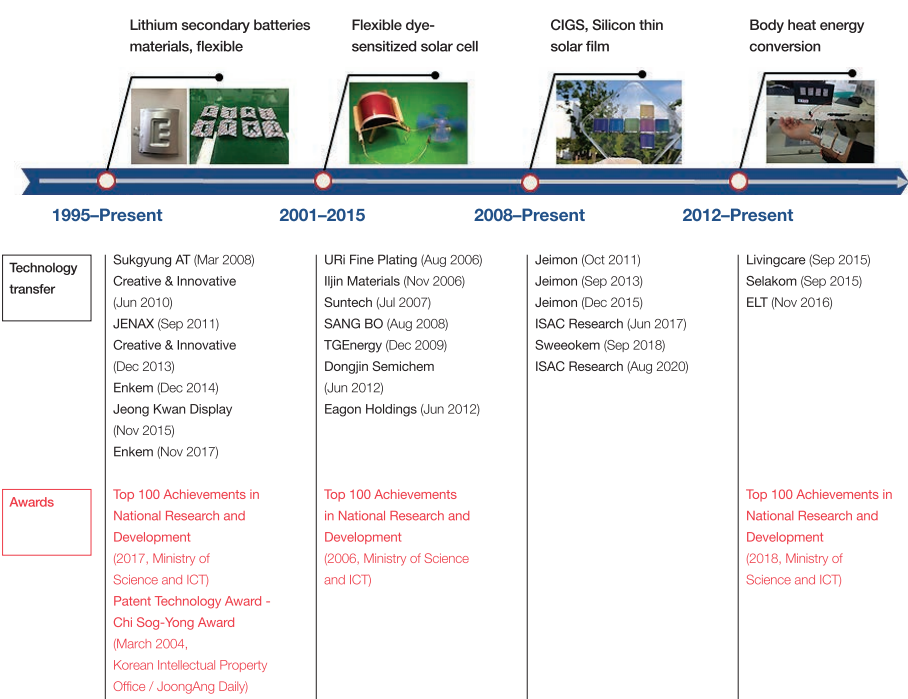 Lithium secondary batteries
materials, flexible
Flexible dye-
sensitized solar cell
CIGS, Silicon thin
solar film
Body heat energy
conversion
E
1995–Present
2001–2015
2008–Present
2012–Present
Technology
transfer
Sukgyung AT (Mar 2008)
Creative & Innovative
(Jun 2010)
JENAX (Sep 2011)
Creative & Innovative
(Dec 2013)
Enkem (Dec 2014)
Jeong Kwan Display
(Nov 2015)
Enkem (Nov 2017)
URi Fine Plating (Aug 2006)
Iljin Materials (Nov 2006)
Suntech (Jul 2007)
SANG BO (Aug 2008)
TGEnergy (Dec 2009)
Dongjin Semichem
(Jun 2012)
Eagon Holdings (Jun 2012)
Jeimon (Oct 2011)
Jeimon (Sep 2013)
Jeimon (Dec 2015)
ISAC Research (Jun 2017)
Sweeokem (Sep 2018)
ISAC Research (Aug 2020)
Livingcare (Sep 2015)
Selakom (Sep 2015)
ELT (Nov 2016)
Awards
Top 100 Achievements in
National Research and
Development
(2017, Ministry of
Science and ICT)
Patent Technology Award -
Chi Sog-Yong Award
(March 2004,
Korean Intellectual Property
Office / JoongAng Daily)
Top 100 Achievements
in National Research and
Development
(2006, Ministry of Science
and ICT)
Top 100 Achievements in
National Research and
Development
(2018, Ministry of
Science and ICT)